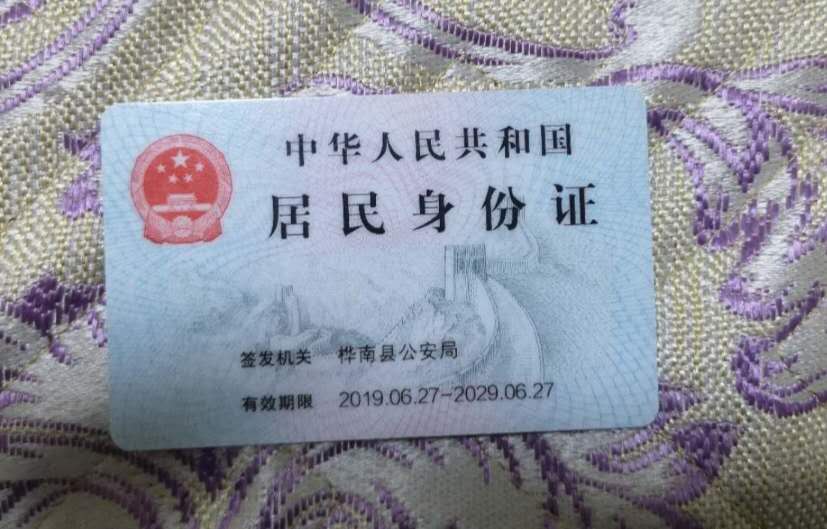 中华人民共和国
居民身份证
签发机关 桦南县公安局
有效期限 2019.06.27-2029.06.27